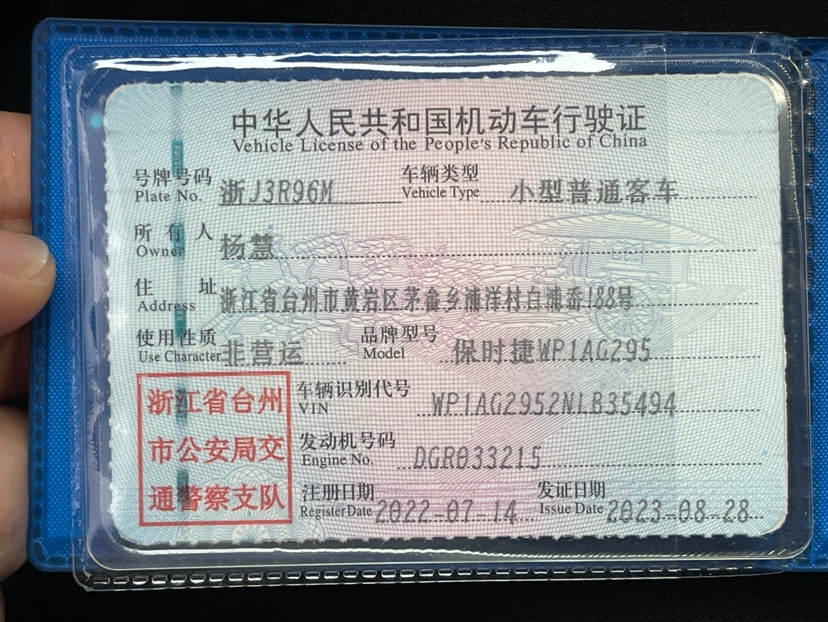 中华人民共和国机动车行驶证
Vehicle License of the People's Republic of China
号牌号码 浙J3R96M 车辆类型 小型普通客车
Plate No. Vehicle Type
所有人 杨慧
Owner
住址 浙江省台州市黄岩区茅畲乡浦洋村白浦岙188号
Address
使用性质 非营运 品牌型号 保时捷WP1AG295
Use Character Model
浙江省台州
市公安局交
通警察支队
车辆识别代号 WP1AG2952NLB35494
VIN
发动机号码 DGR033215
Engine No.
注册日期 2022-07-14 发证日期 2023-08-28
Register Date Issue Date